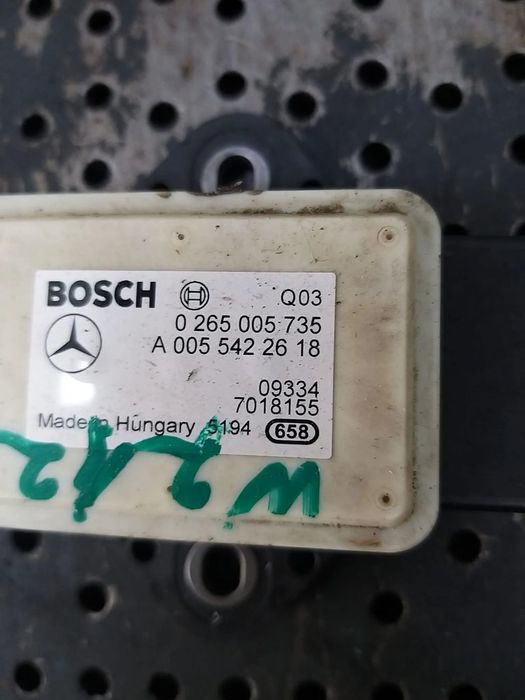 BOSCH Q03
0 265 005 735
A 005 542 26 18
09334
7018155
Made in Hungary 5194 658
W212